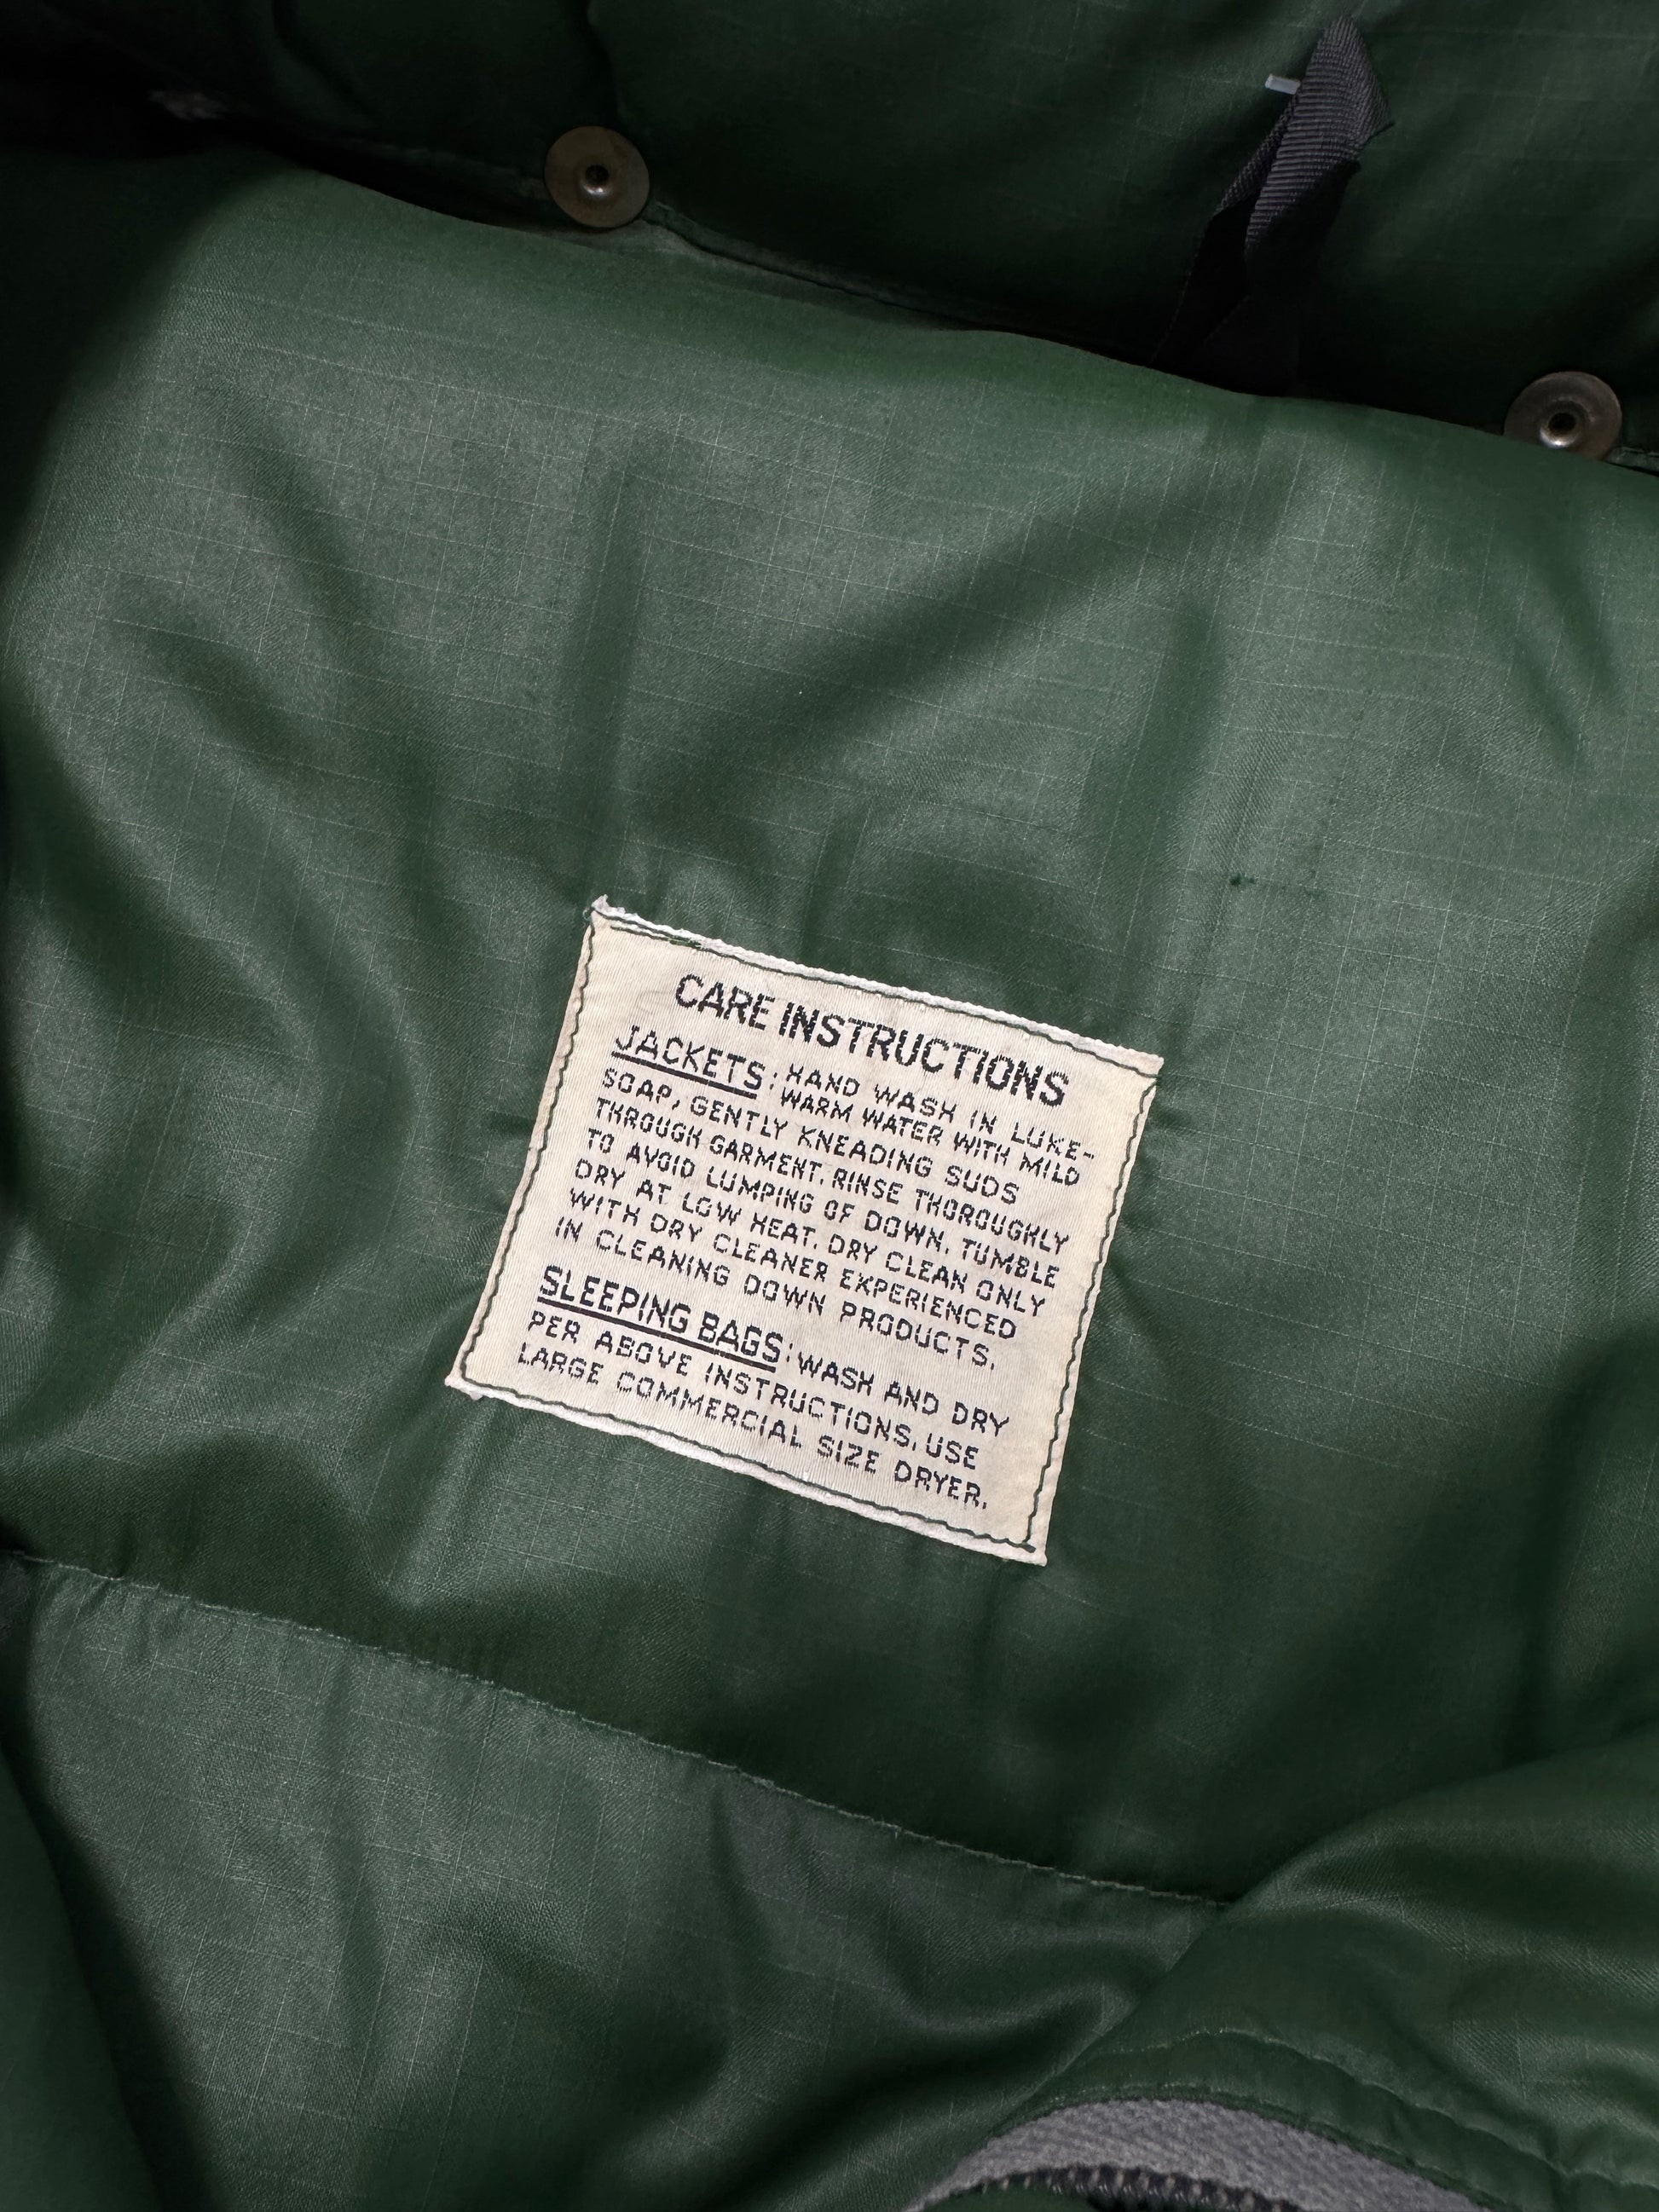 CARE INSTRUCTIONS
JACKETS: HAND WASH IN LUKE-
WARM WATER WITH MILD
SOAP, GENTLY KNEADING SUDS
THROUGH GARMENT. RINSE THOROUGHLY
TO AVOID LUMPING OF DOWN. TUMBLE
DRY AT LOW HEAT. DRY CLEAN ONLY
WITH DRY CLEANER EXPERIENCED
IN CLEANING DOWN PRODUCTS.
SLEEPING BAGS: WASH AND DRY
PER ABOVE INSTRUCTIONS. USE
LARGE COMMERCIAL SIZE DRYER.